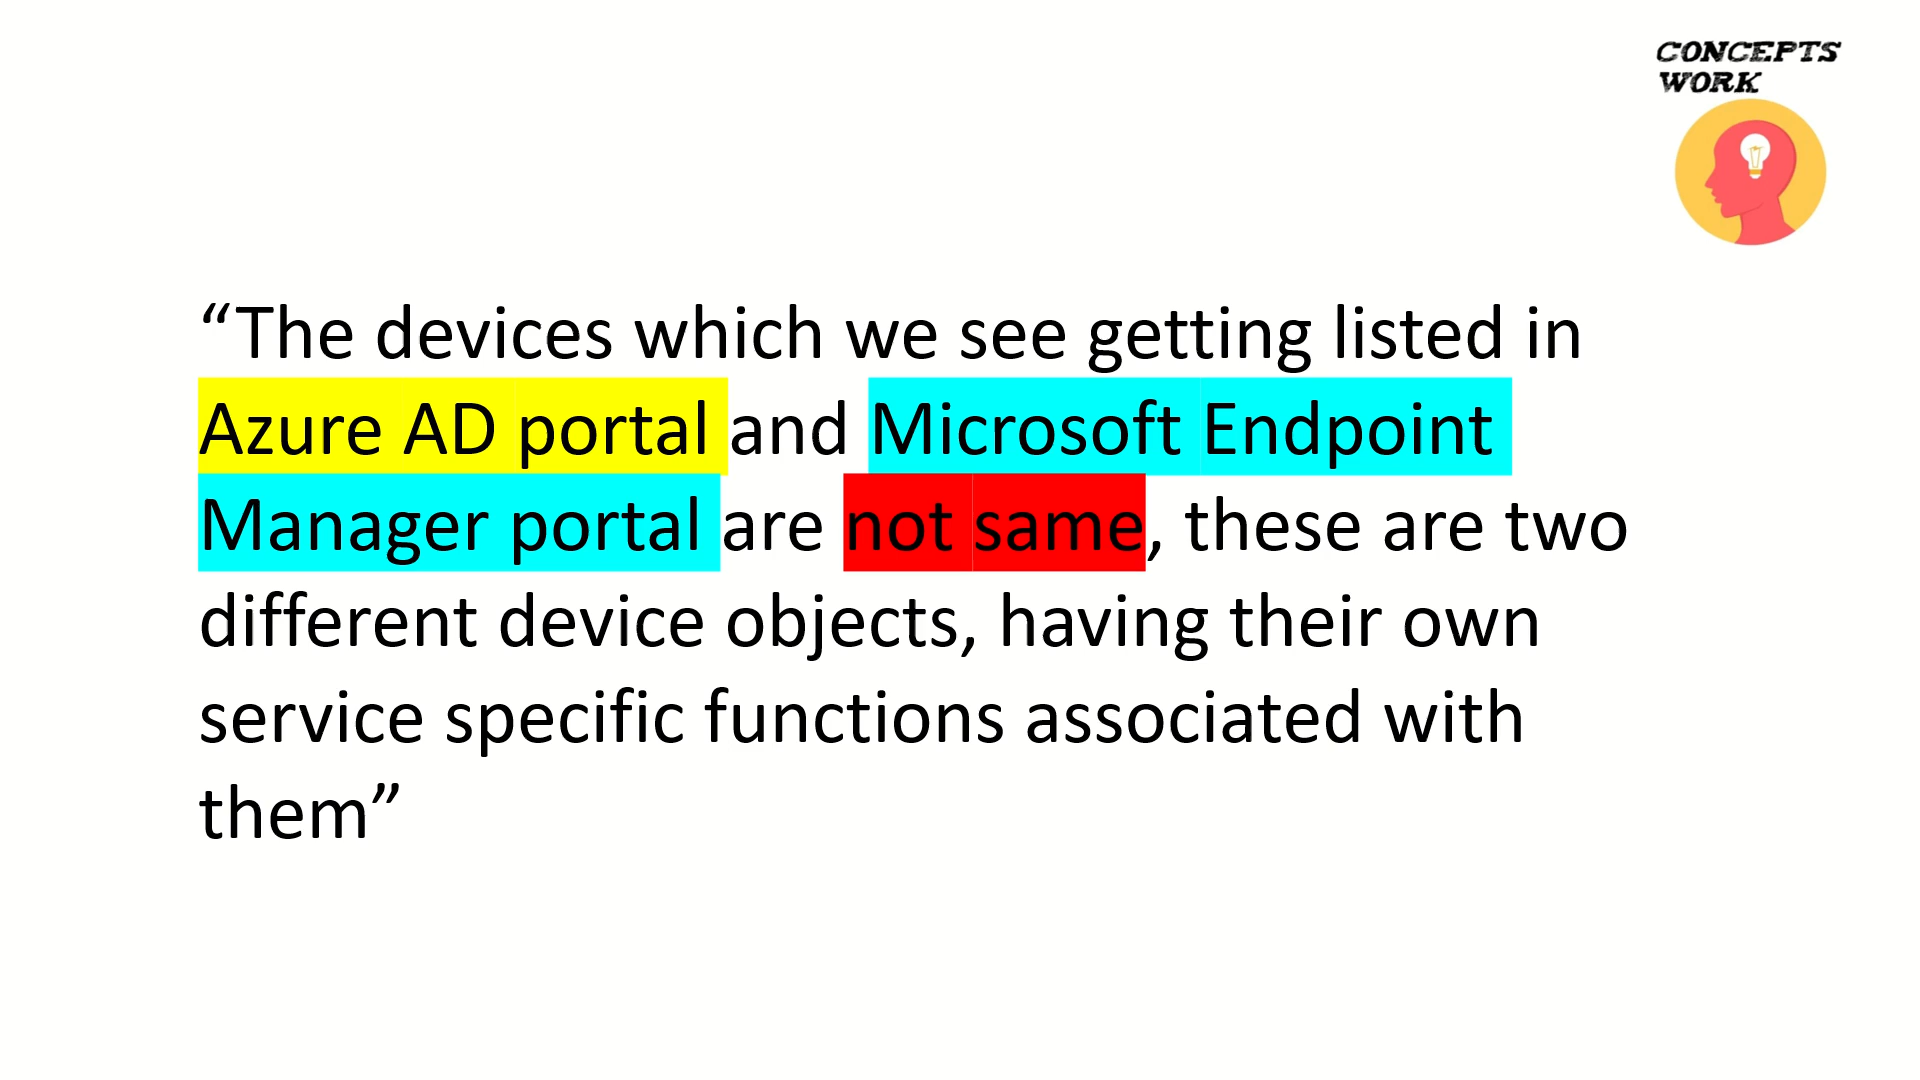 CONCEPTS
WORK
“The devices which we see getting listed in
Azure AD portal and Microsoft Endpoint
Manager portal are not same, these are two
different device objects, having their own
service specific functions associated with
them”